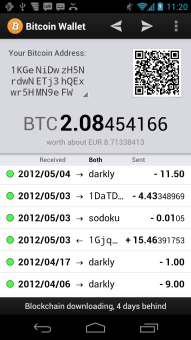 11:20
Bitcoin Wallet
Your Bitcoin Address:
1KGe NiDw zH5N
rdwN ETj3 hQEx
wr5H MN9e FW
BTC 2.08454166
worth about EUR 8.71338413
Received Both Sent
2012/05/04 → darkly - 11.50
2012/05/03 → 1DaTD... - 4.43348969
2012/05/03 → sodoku - 0.0105
2012/05/03 ← 1Gjq... + 15.46391753
2012/04/17 → darkly - 1.00
2012/04/06 → darkly - 9.00
Blockchain downloading, 4 days behind